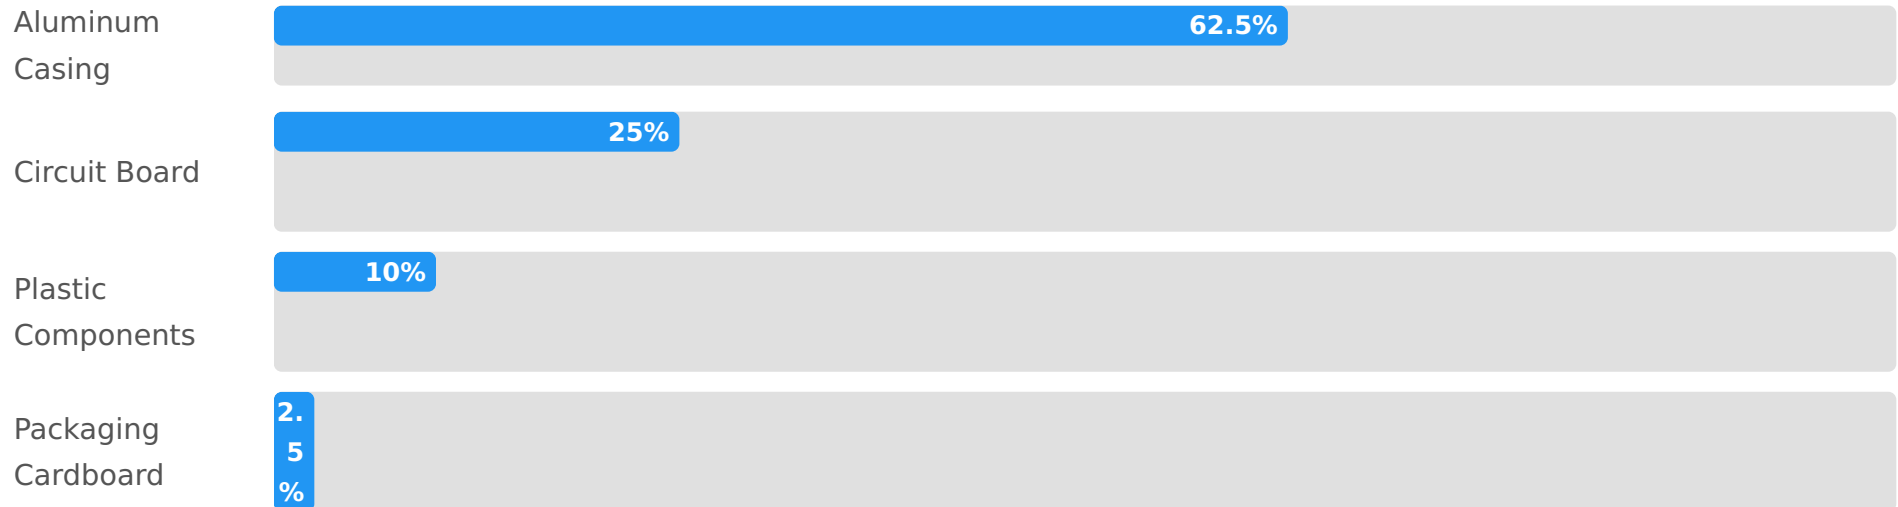 Aluminum
Casing
62.5%
Circuit Board
25%
Plastic
Components
10%
Packaging
Cardboard
2.
5
%